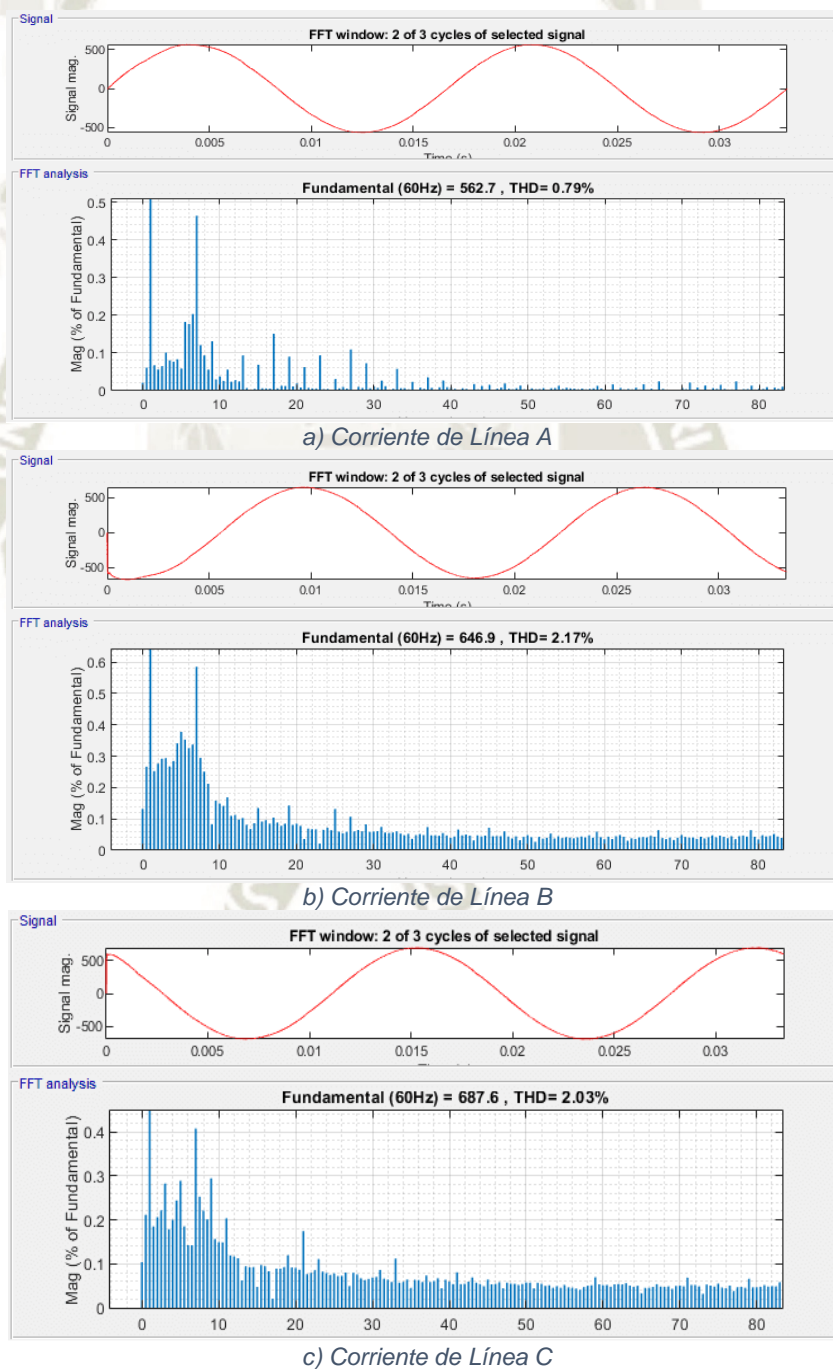 Signal
FFT window: 2 of 3 cycles of selected signal
Signal mag.
500
0
-500
0 0.005 0.01 0.015 0.02 0.025 0.03
Time (s)
FFT analysis
Fundamental (60Hz) = 562.7 , THD= 0.79%
Mag (% of Fundamental)
0.5
0.4
0.3
0.2
0.1
0
0 10 20 30 40 50 60 70 80
a) Corriente de Línea A
Signal
FFT window: 2 of 3 cycles of selected signal
Signal mag.
500
0
-500
0 0.005 0.01 0.015 0.02 0.025 0.03
Time (s)
FFT analysis
Fundamental (60Hz) = 646.9 , THD= 2.17%
Mag (% of Fundamental)
0.6
0.5
0.4
0.3
0.2
0.1
0
0 10 20 30 40 50 60 70 80
b) Corriente de Línea B
Signal
FFT window: 2 of 3 cycles of selected signal
Signal mag.
500
0
-500
0 0.005 0.01 0.015 0.02 0.025 0.03
FFT analysis
Fundamental (60Hz) = 687.6 , THD= 2.03%
Mag (% of Fundamental)
0.4
0.3
0.2
0.1
0
0 10 20 30 40 50 60 70 80
c) Corriente de Línea C